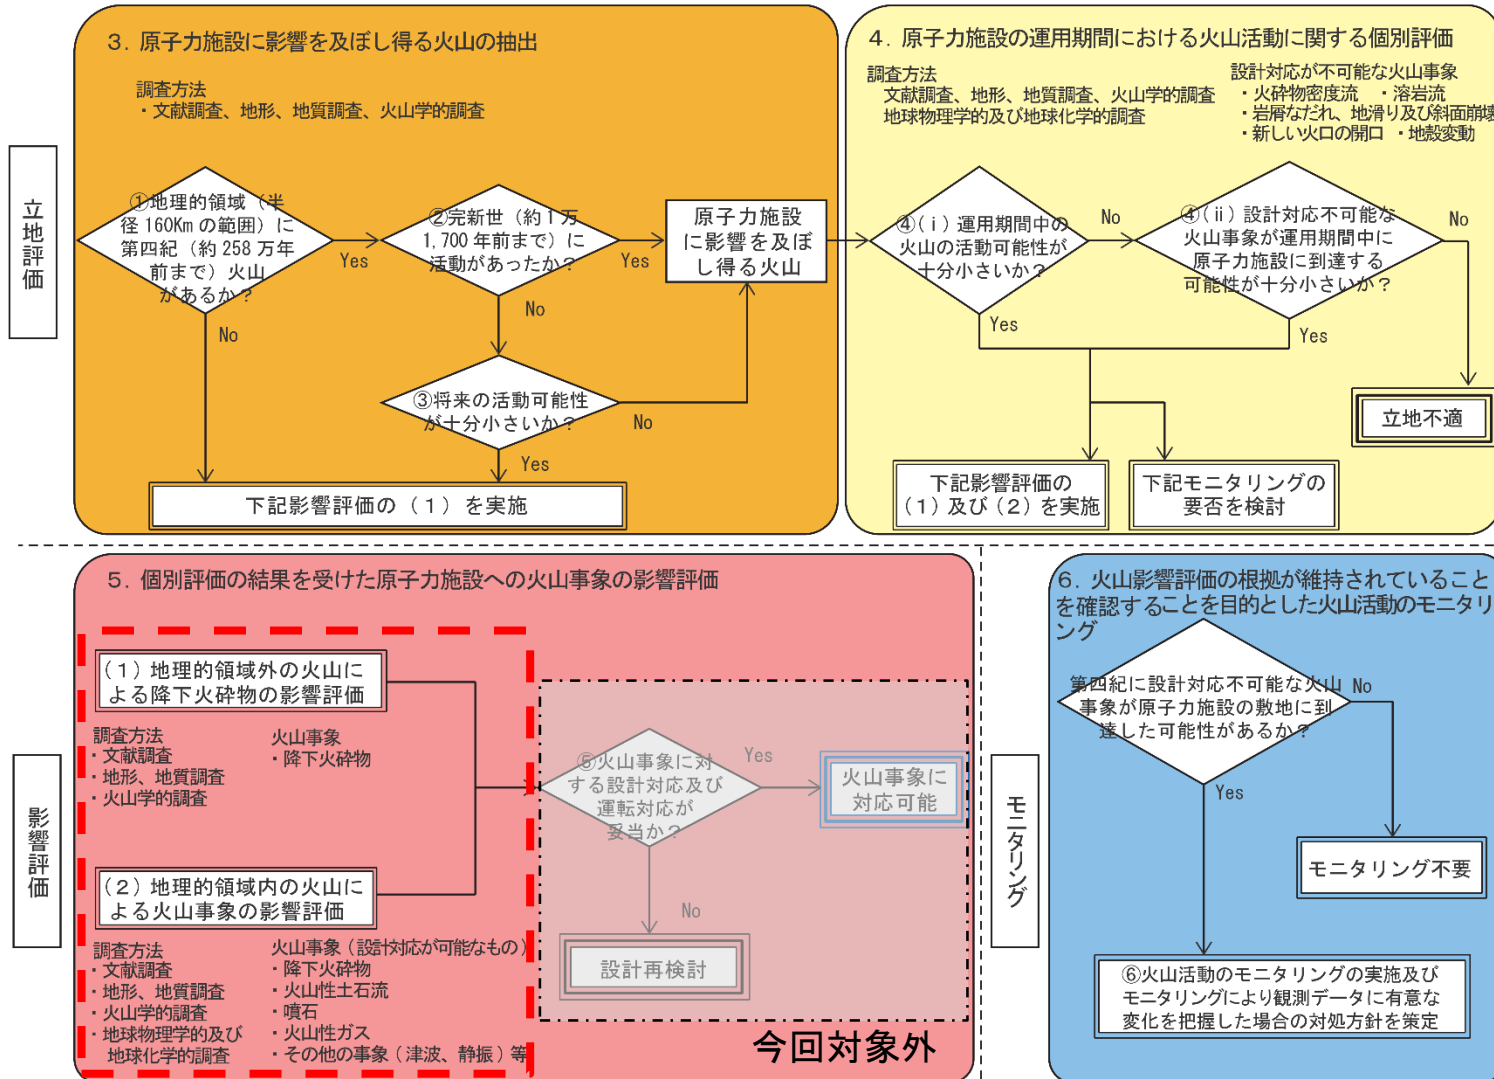 3. 原子力施設に影響を及ぼし得る火山の抽出
調査方法
・文献調査、地形、地質調査、火山学的調査
立地評価
①地理的領域（半
径 160Km の範囲）に
第四紀（約 258 万年
前まで）火山
があるか？
Yes
No
②完新世（約１万
1,700 年前まで）に
活動があったか？
Yes
No
原子力施設
に影響を及ぼ
し得る火山
③将来の活動可能性
が十分小さいか？
No
Yes
下記影響評価の（１）を実施
4. 原子力施設の運用期間における火山活動に関する個別評価
調査方法
文献調査、地形、地質調査、火山学的調査
地球物理学的及び地球化学的調査
設計対応が不可能な火山事象
・火砕物密度流　・溶岩流
・岩屑なだれ、地滑り及び斜面崩壊
・新しい火口の開口　・地殻変動
④(ⅰ) 運用期間中の
火山の活動可能性が
十分小さいか？
No
Yes
④(ⅱ) 設計対応不可能な
火山事象が運用期間中に
原子力施設に到達する
可能性が十分小さいか？
No
Yes
立地不適
下記影響評価の
（１）及び（２）を実施
下記モニタリングの
要否を検討
5. 個別評価の結果を受けた原子力施設への火山事象の影響評価
影響評価
（１）地理的領域外の火山に
よる降下火砕物の影響評価
調査方法
・文献調査
・地形、地質調査
・火山学的調査
火山事象
・降下火砕物
（２）地理的領域内の火山に
よる火山事象の影響評価
調査方法
・文献調査
・地形、地質調査
・火山学的調査
・地球物理学的及び
地球化学的調査
火山事象（設計対応が可能なもの）
・降下火砕物
・火山性土石流
・噴石
・火山性ガス
・その他の事象（津波、静振）等
⑤火山事象に対
する設計対応及び
運転対応が
妥当か？
Yes
No
火山事象に
対応可能
設計再検討
今回対象外
モニタリング
6. 火山影響評価の根拠が維持されていること
を確認することを目的とした火山活動のモニタリ
ング
第四紀に設計対応不可能な火山
事象が原子力施設の敷地に到
達した可能性があるか？
No
Yes
モニタリング不要
⑥火山活動のモニタリングの実施及び
モニタリングにより観測データに有意な
変化を把握した場合の対処方針を策定